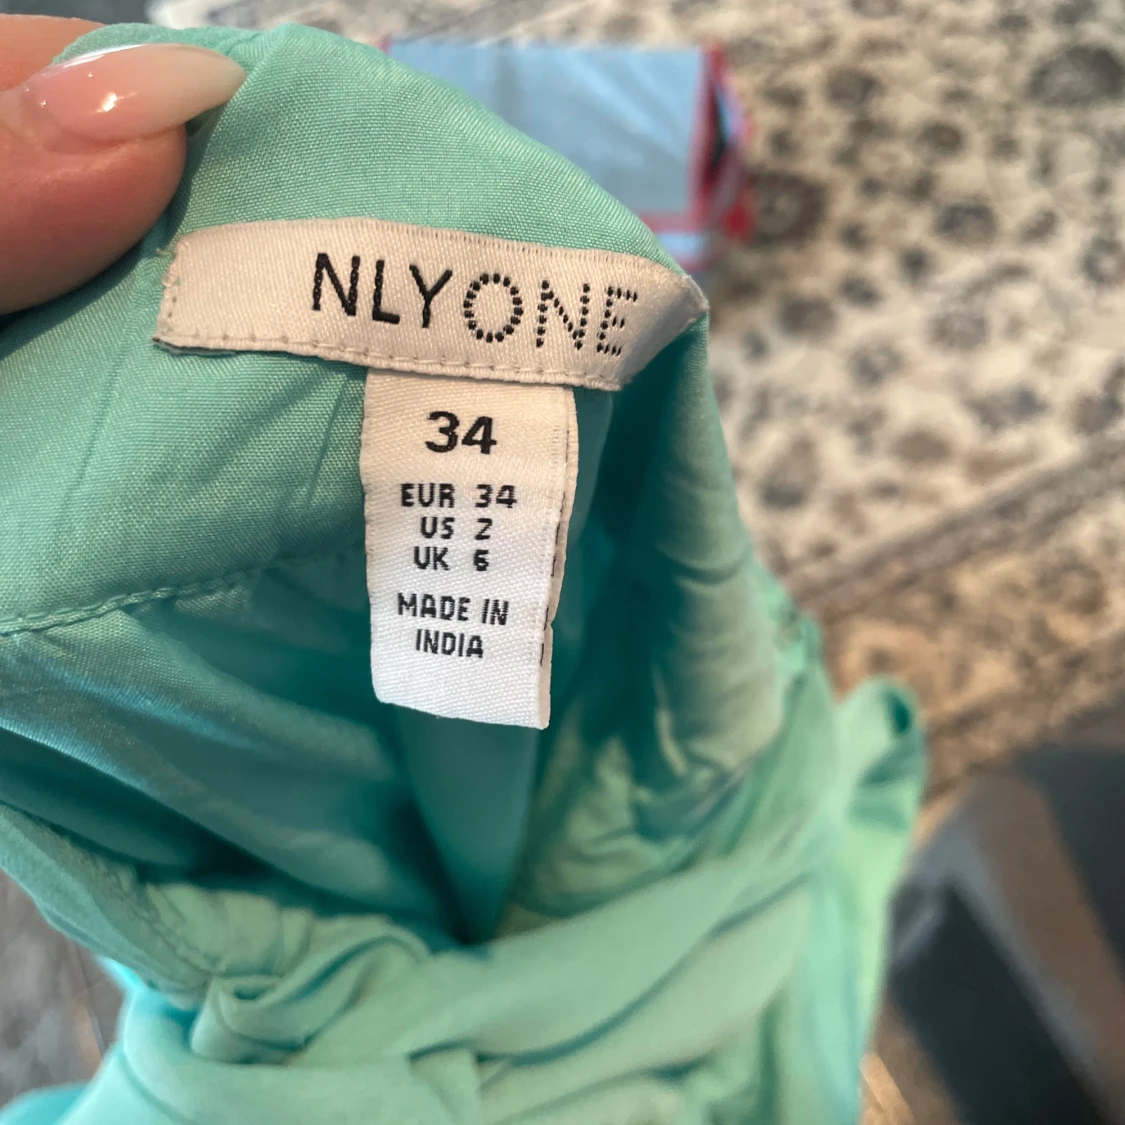 NLYONE
34
EUR 34
US 2
UK 6
MADE IN
INDIA